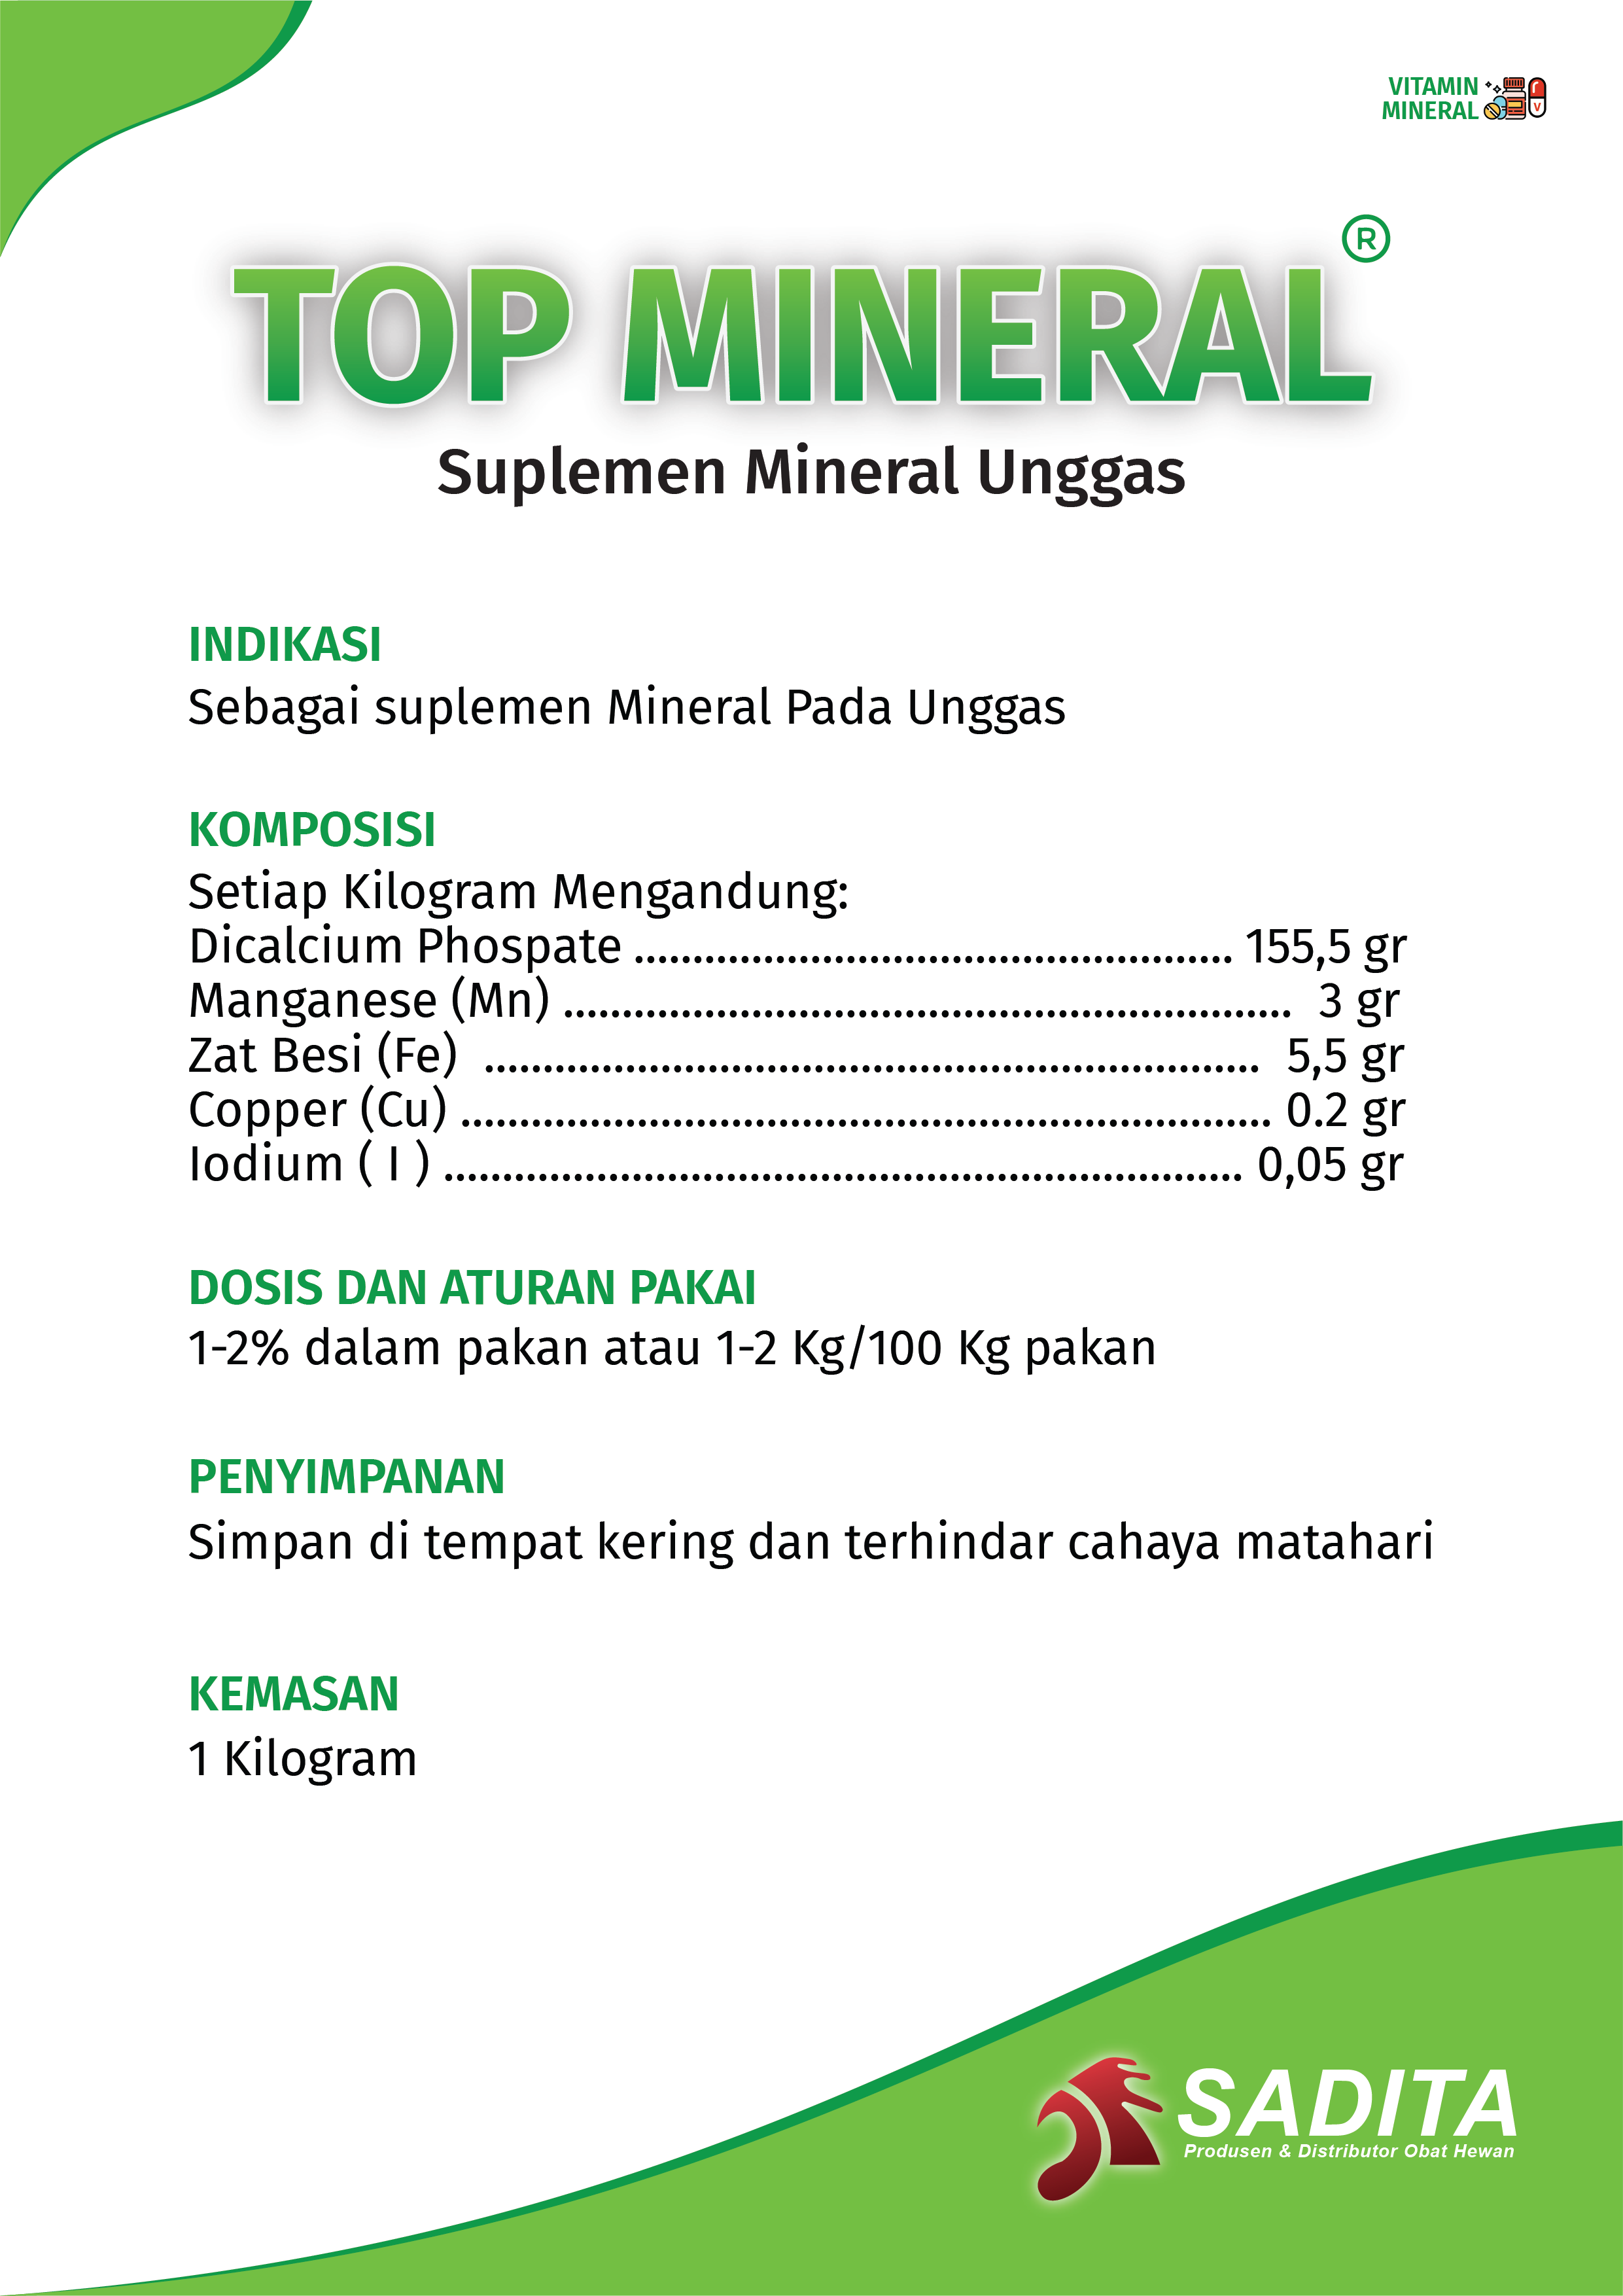 VITAMIN
MINERAL
V
TOP MINERAL®
Suplemen Mineral Unggas
INDIKASI
Sebagai suplemen Mineral Pada Unggas
KOMPOSISI
Setiap Kilogram Mengandung:
Dicalcium Phospate ................................................... 155,5 gr
Manganese (Mn) .............................................................. 3 gr
Zat Besi (Fe) .................................................................. 5,5 gr
Copper (Cu) ..................................................................... 0.2 gr
Iodium ( I ) .................................................................... 0,05 gr
DOSIS DAN ATURAN PAKAI
1-2% dalam pakan atau 1-2 Kg/100 Kg pakan
PENYIMPANAN
Simpan di tempat kering dan terhindar cahaya matahari
KEMASAN
1 Kilogram
SADITA
Produsen & Distributor Obat Hewan